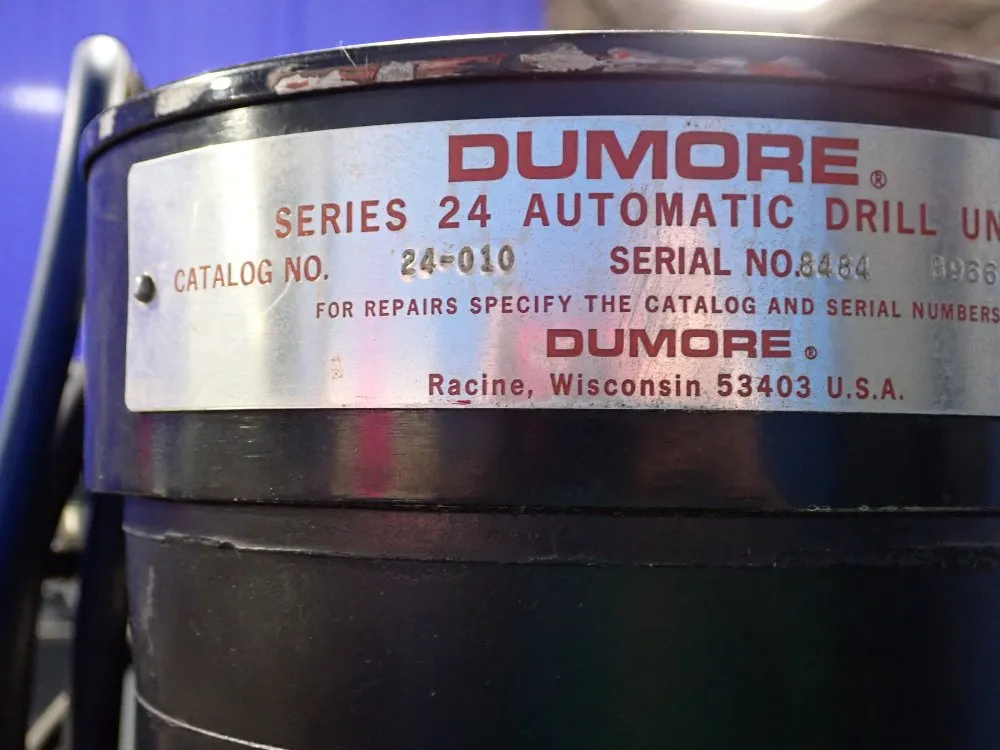 DUMORE®
SERIES 24 AUTOMATIC DRILL UN
CATALOG NO. 24-010 SERIAL NO. 8484
FOR REPAIRS SPECIFY THE CATALOG AND SERIAL NUMBERS
DUMORE®
Racine, Wisconsin 53403 U.S.A.